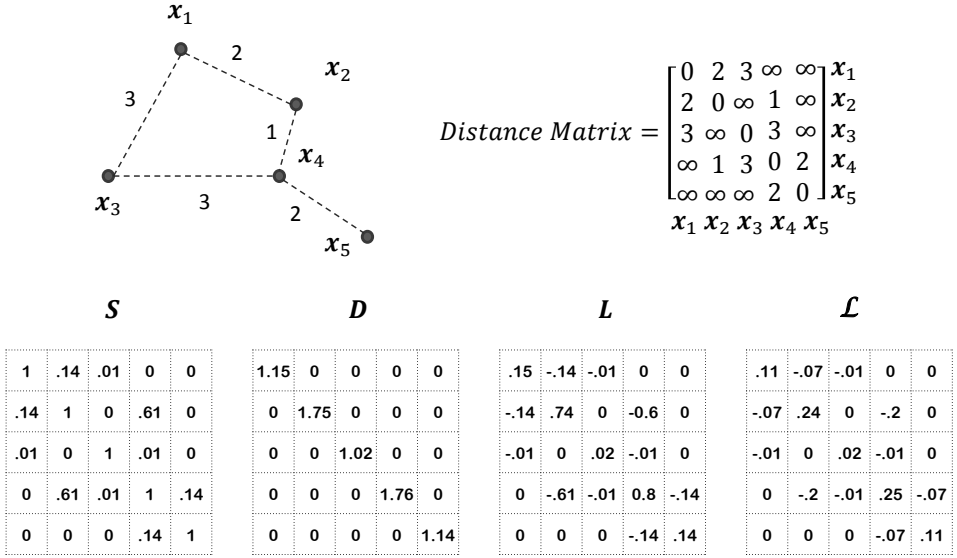 x₁
2
x₂
3
1
x₄
x₃
3
2
x₅
Distance Matrix =
0 2 3 ∞ ∞ x₁
2 0 ∞ 1 ∞ x₂
3 ∞ 0 3 ∞ x₃
∞ 1 3 0 2 x₄
∞ ∞ ∞ 2 0 x₅
x₁ x₂ x₃ x₄ x₅
S
1 .14 .01 0 0
.14 1 0 .61 0
.01 0 1 .01 0
0 .61 .01 1 .14
0 0 0 .14 1
D
1.15 0 0 0 0
0 1.75 0 0 0
0 0 1.02 0 0
0 0 0 1.76 0
0 0 0 0 1.14
L
.15 -.14 -.01 0 0
-.14 .74 0 -0.6 0
-.01 0 .02 -.01 0
0 -.61 -.01 0.8 -.14
0 0 0 -.14 .14
ℒ
.11 -.07 -.01 0 0
-.07 .24 0 -.2 0
-.01 0 .02 -.01 0
0 -.2 -.01 .25 -.07
0 0 0 -.07 .11